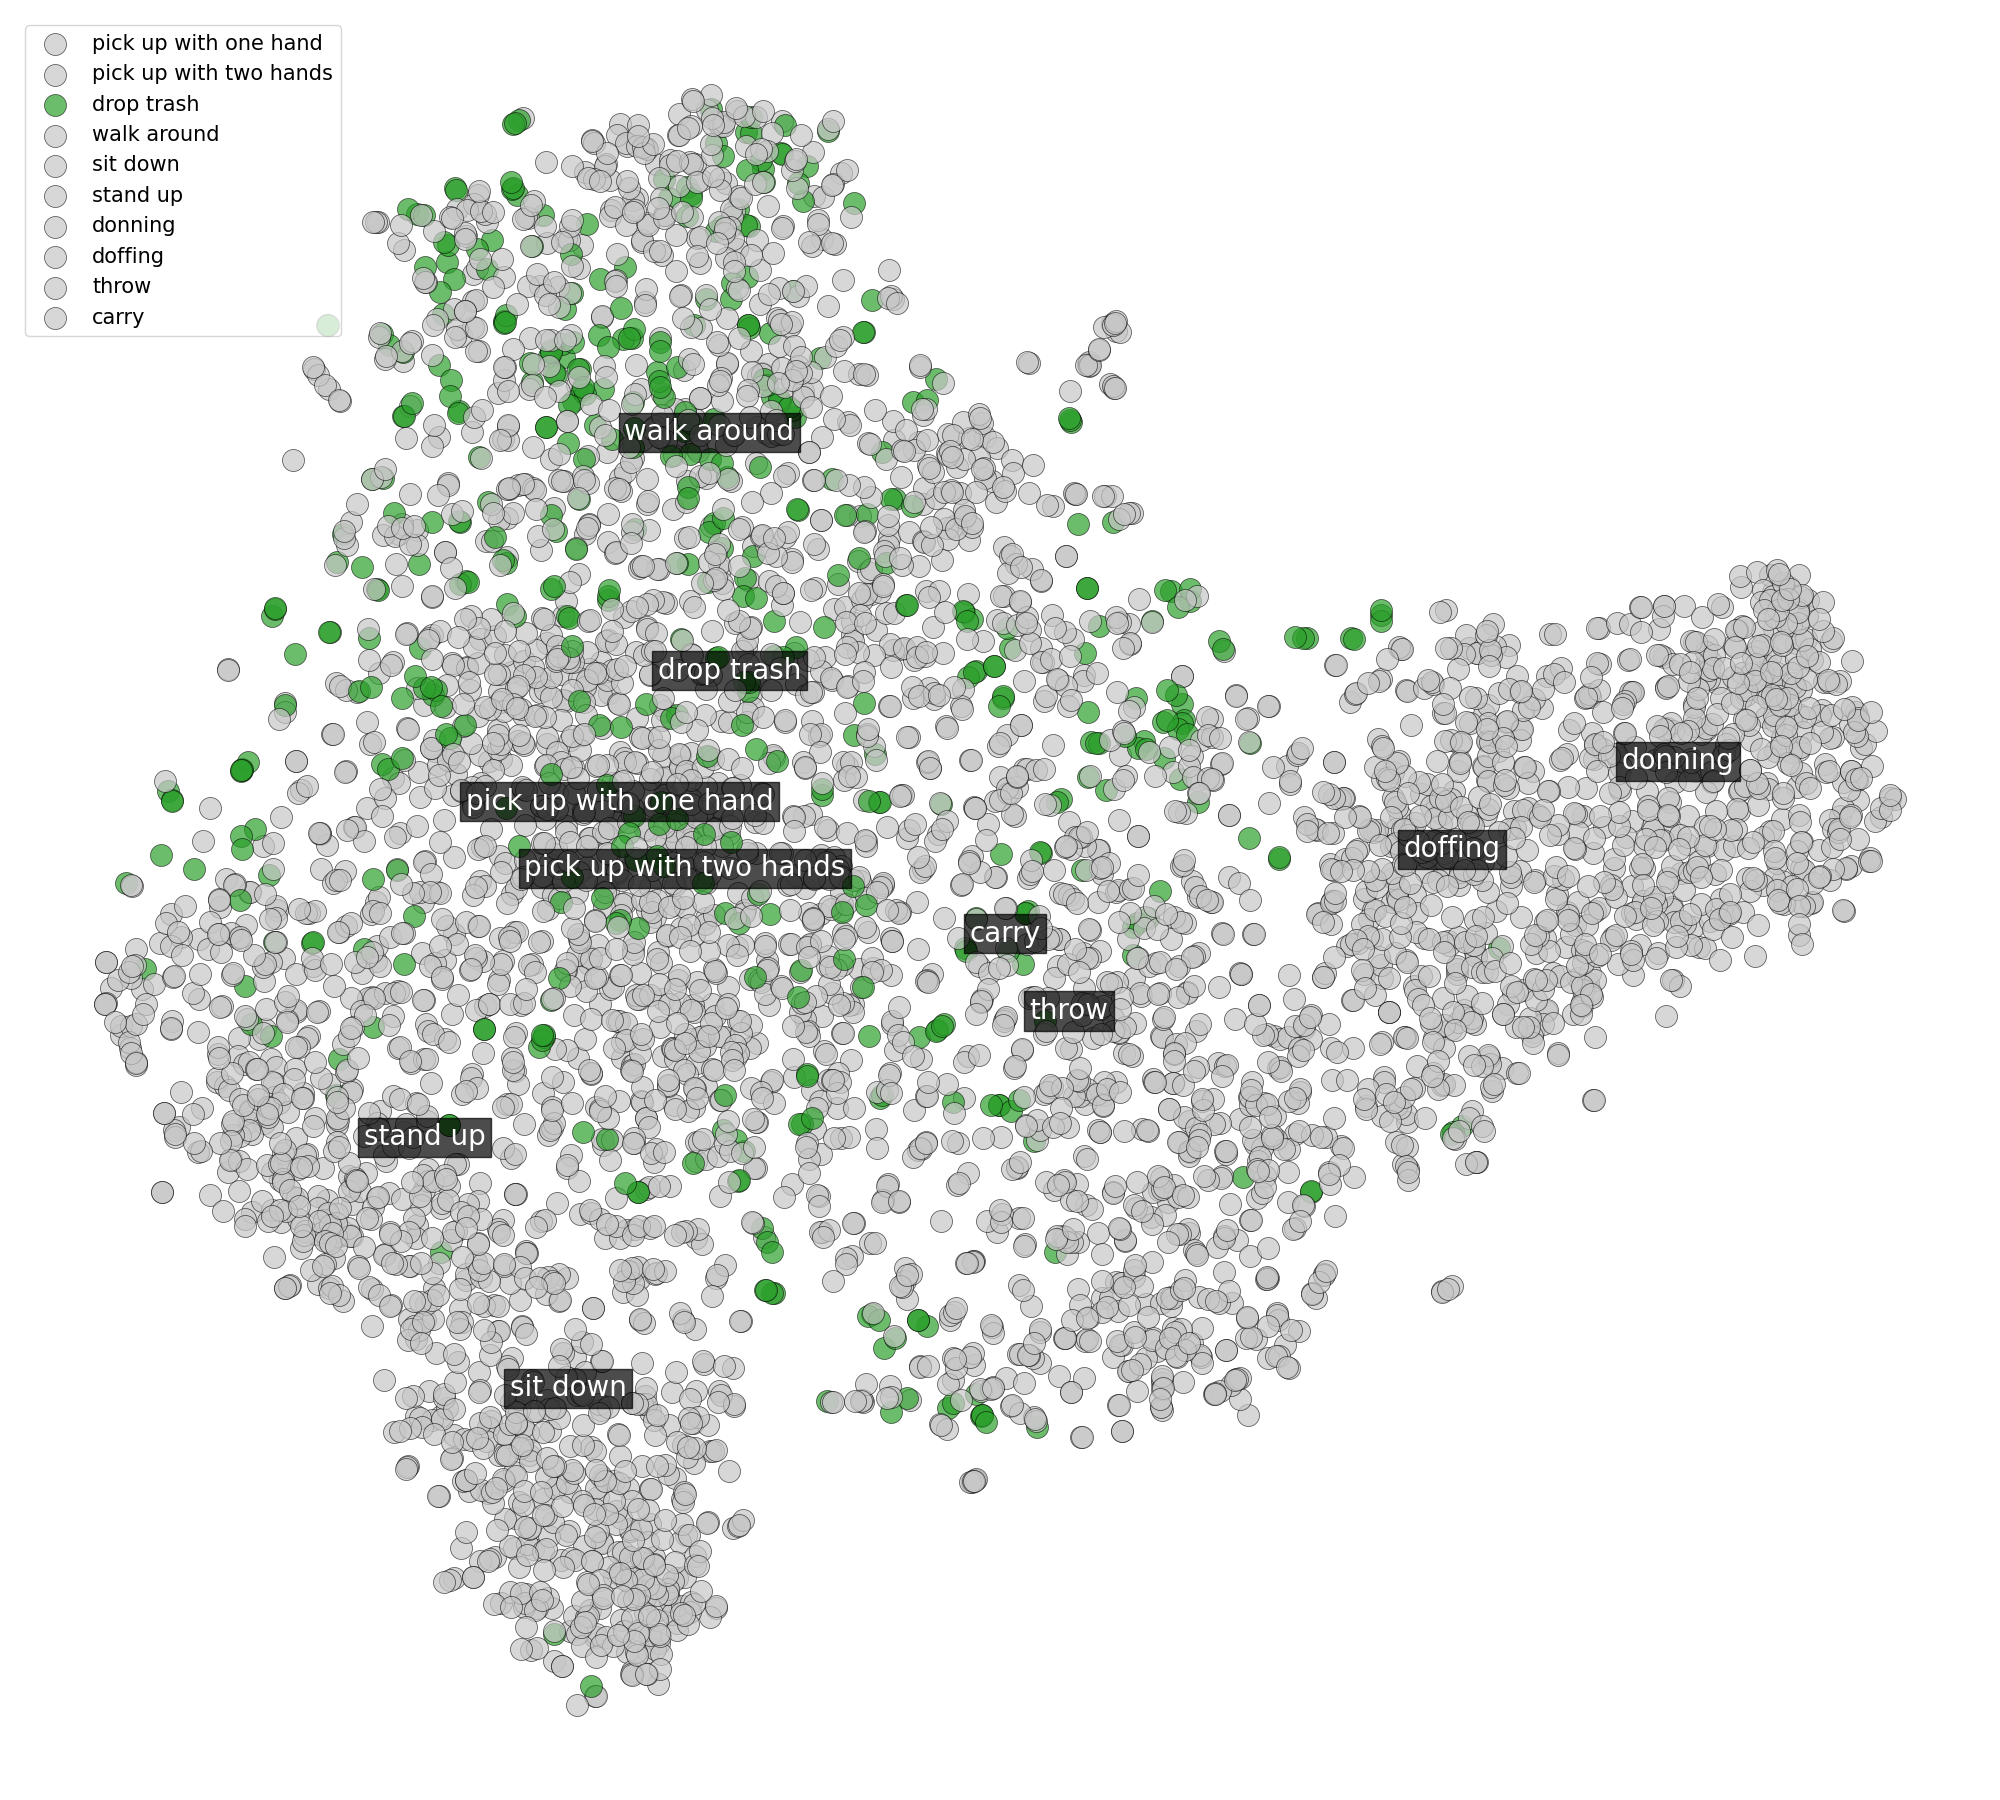 pick up with one hand
pick up with two hands
drop trash
walk around
sit down
stand up
donning
doffing
throw
carry
walk around
drop trash
donning
pick up with one hand
doffing
pick up with two hands
carry
throw
stand up
sit down